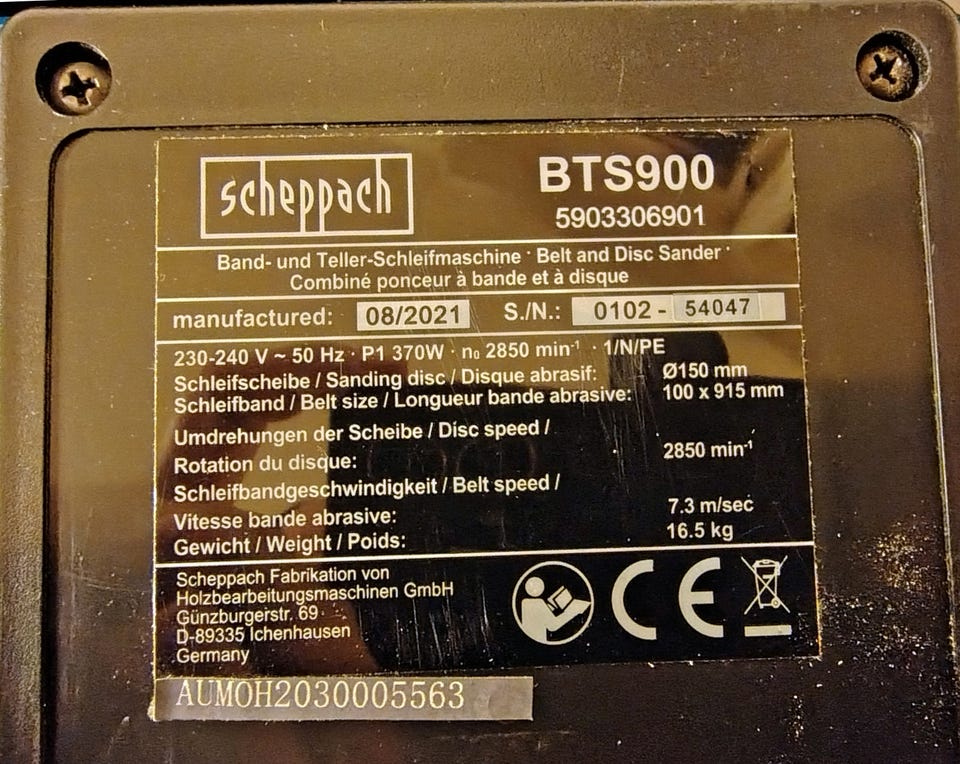 scheppach
BTS900
5903306901
Band- und Teller-Schleifmaschine · Belt and Disc Sander ·
Combiné ponceur à bande et à disque
manufactured: 08/2021 S./N.: 0102 - 54047
230-240 V ~ 50 Hz · P1 370W · n₀ 2850 min⁻¹ · 1/N/PE
Schleifscheibe / Sanding disc / Disque abrasif: Ø150 mm
Schleifband / Belt size / Longueur bande abrasive: 100 x 915 mm
Umdrehungen der Scheibe / Disc speed /
Rotation du disque: 2850 min⁻¹
Schleifbandgeschwindigkeit / Belt speed /
Vitesse bande abrasive: 7.3 m/sec
Gewicht / Weight / Poids: 16.5 kg
Scheppach Fabrikation von
Holzbearbeitungsmaschinen GmbH
Günzburgerstr. 69
D-89335 Ichenhausen
Germany
CE
AUMOH2030005563